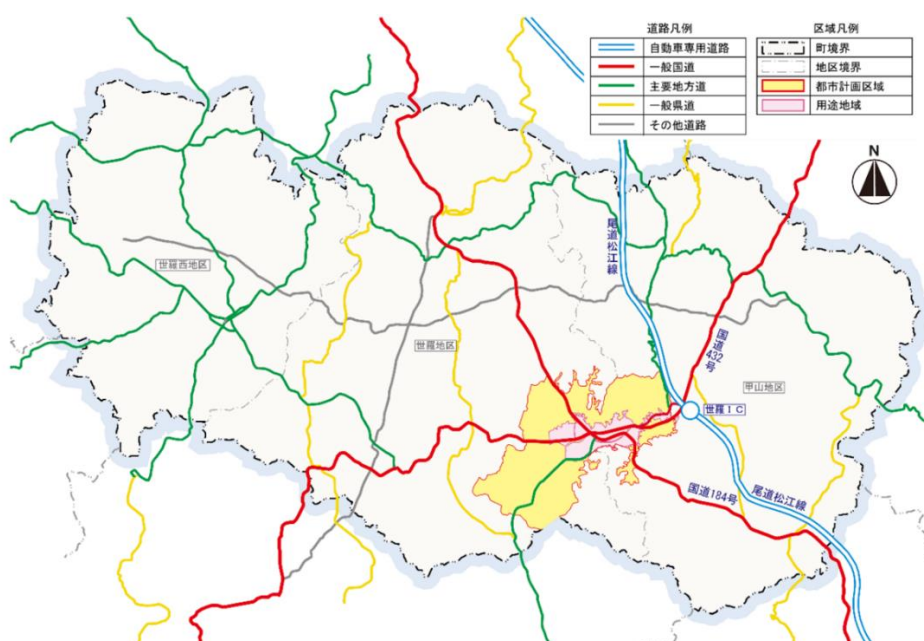 道路凡例
自動車専用道路
一般国道
主要地方道
一般県道
その他道路
区域凡例
町境界
地区境界
都市計画区域
用途地域
N
尾道松江線
世羅西地区
世羅地区
国道432号
甲山地区
世羅IC
国道184号
尾道松江線